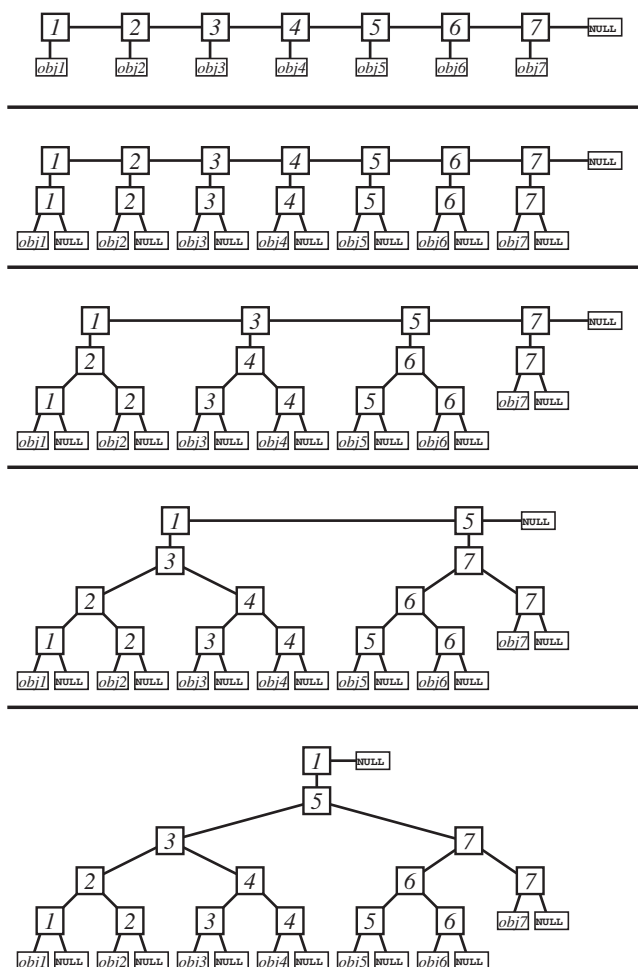 1 2 3 4 5 6 7 NULL
obj1 obj2 obj3 obj4 obj5 obj6 obj7
1 2 3 4 5 6 7 NULL
1 2 3 4 5 6 7
obj1 NULL obj2 NULL obj3 NULL obj4 NULL obj5 NULL obj6 NULL obj7 NULL
1 3 5 7 NULL
2 4 6 7
1 2 3 4 5 6 obj7 NULL
obj1 NULL obj2 NULL obj3 NULL obj4 NULL obj5 NULL obj6 NULL
1 5 NULL
3 7
2 4 6 7
1 2 3 4 5 6 obj7 NULL
obj1 NULL obj2 NULL obj3 NULL obj4 NULL obj5 NULL obj6 NULL
1 NULL
5
3 7
2 4 6 7
1 2 3 4 5 6 obj7 NULL
obj1 NULL obj2 NULL obj3 NULL obj4 NULL obj5 NULL obj6 NULL